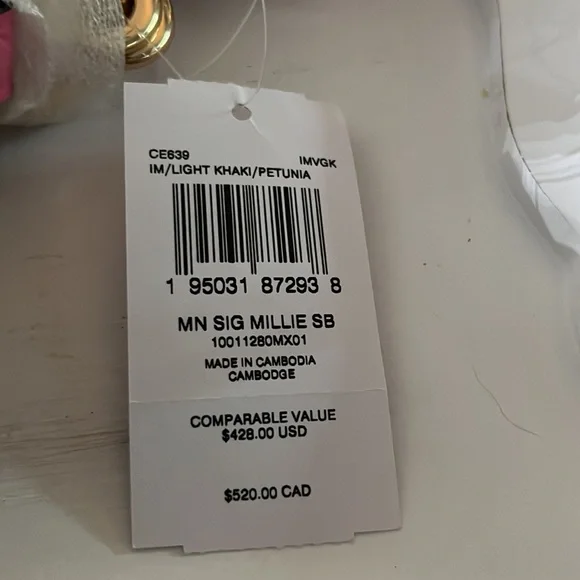 CE639 IMVGK
IM/LIGHT KHAKI/PETUNIA
1 95031 87293 8
MN SIG MILLIE SB
10011280MX01
MADE IN CAMBODIA
CAMBODGE
COMPARABLE VALUE
$428.00 USD
$520.00 CAD